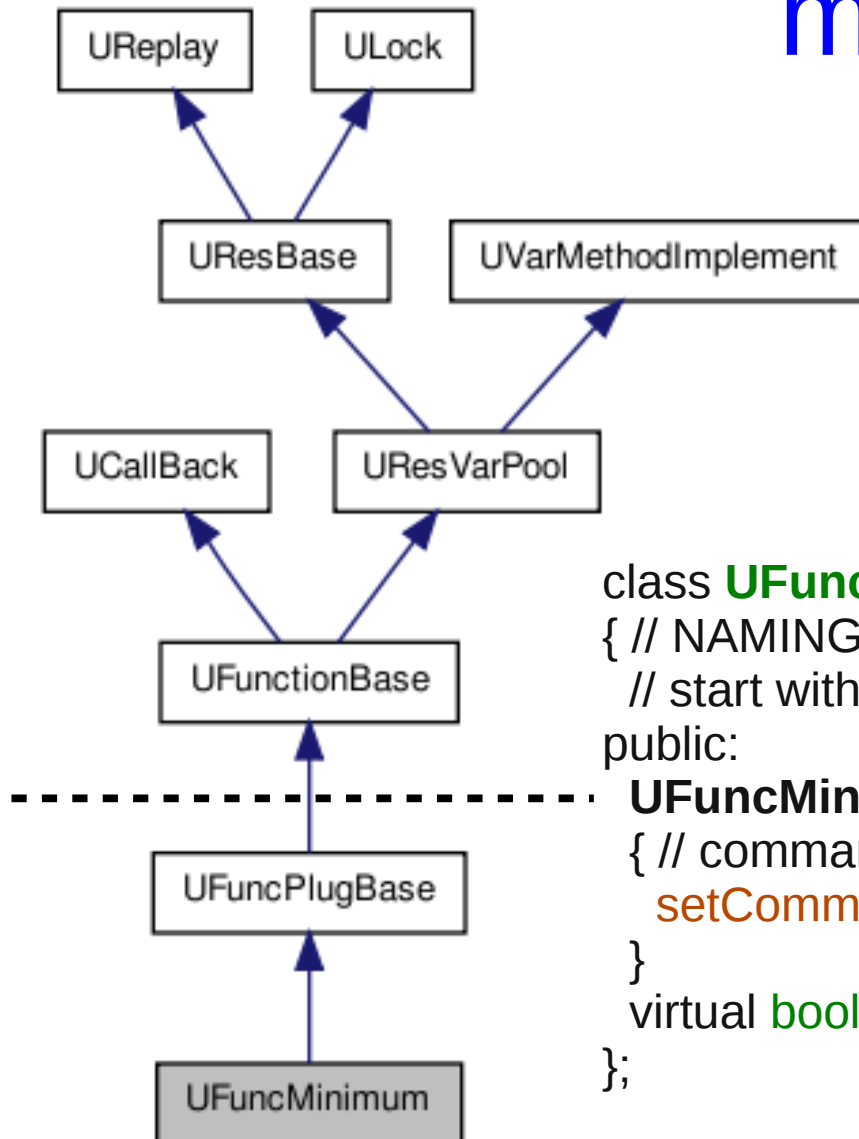 m
UReplay
ULock
UResBase
UVarMethodImplement
UCallBack
UResVarPool
UFunctionBase
UFuncPlugBase
UFuncMinimum
class UFunc
{ // NAMING
// start with
public:
UFuncMin
{ // comma
setComm
}
virtual bool
};